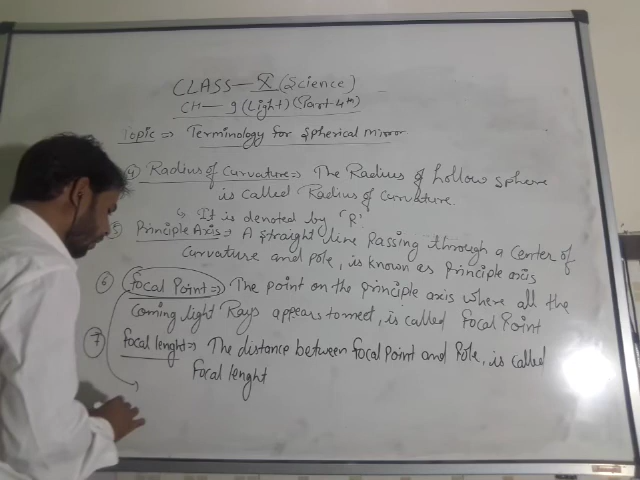 CLASS — X (Science)
CH — 9 (Light) (Part-4th)
Topic => Terminology for Spherical mirror
④ Radius of Curvature => The Radius of hollow sphere
is called Radius of curvature.
↳ It is denoted by 'R'
⑤ Principle Axis => A straight line Passing through a Center of
Curvature and pole, is known as principle axis
⑥ focal Point => The point on the principle axis where all the
coming light Rays appears to meet, is called focal Point
⑦ focal lenght => The distance between focal Point and Pole, is called
focal lenght